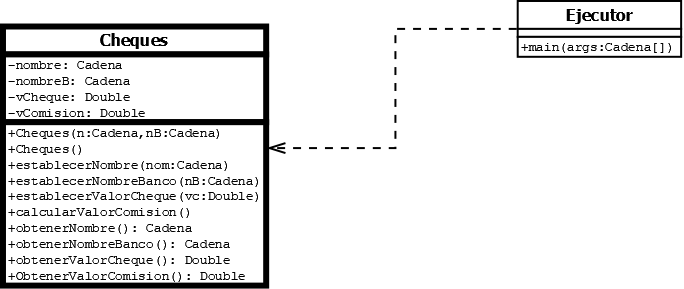 Cheques
-nombre: Cadena
-nombreB: Cadena
-vCheque: Double
-vComision: Double
+Cheques(n:Cadena,nB:Cadena)
+Cheques()
+establecerNombre(nom:Cadena)
+establecerNombreBanco(nB:Cadena)
+establecerValorCheque(vc:Double)
+calcularValorComision()
+obtenerNombre(): Cadena
+obtenerNombreBanco(): Cadena
+obtenerValorCheque(): Double
+ObtenerValorComision(): Double
Ejecutor
+main(args:Cadena[])